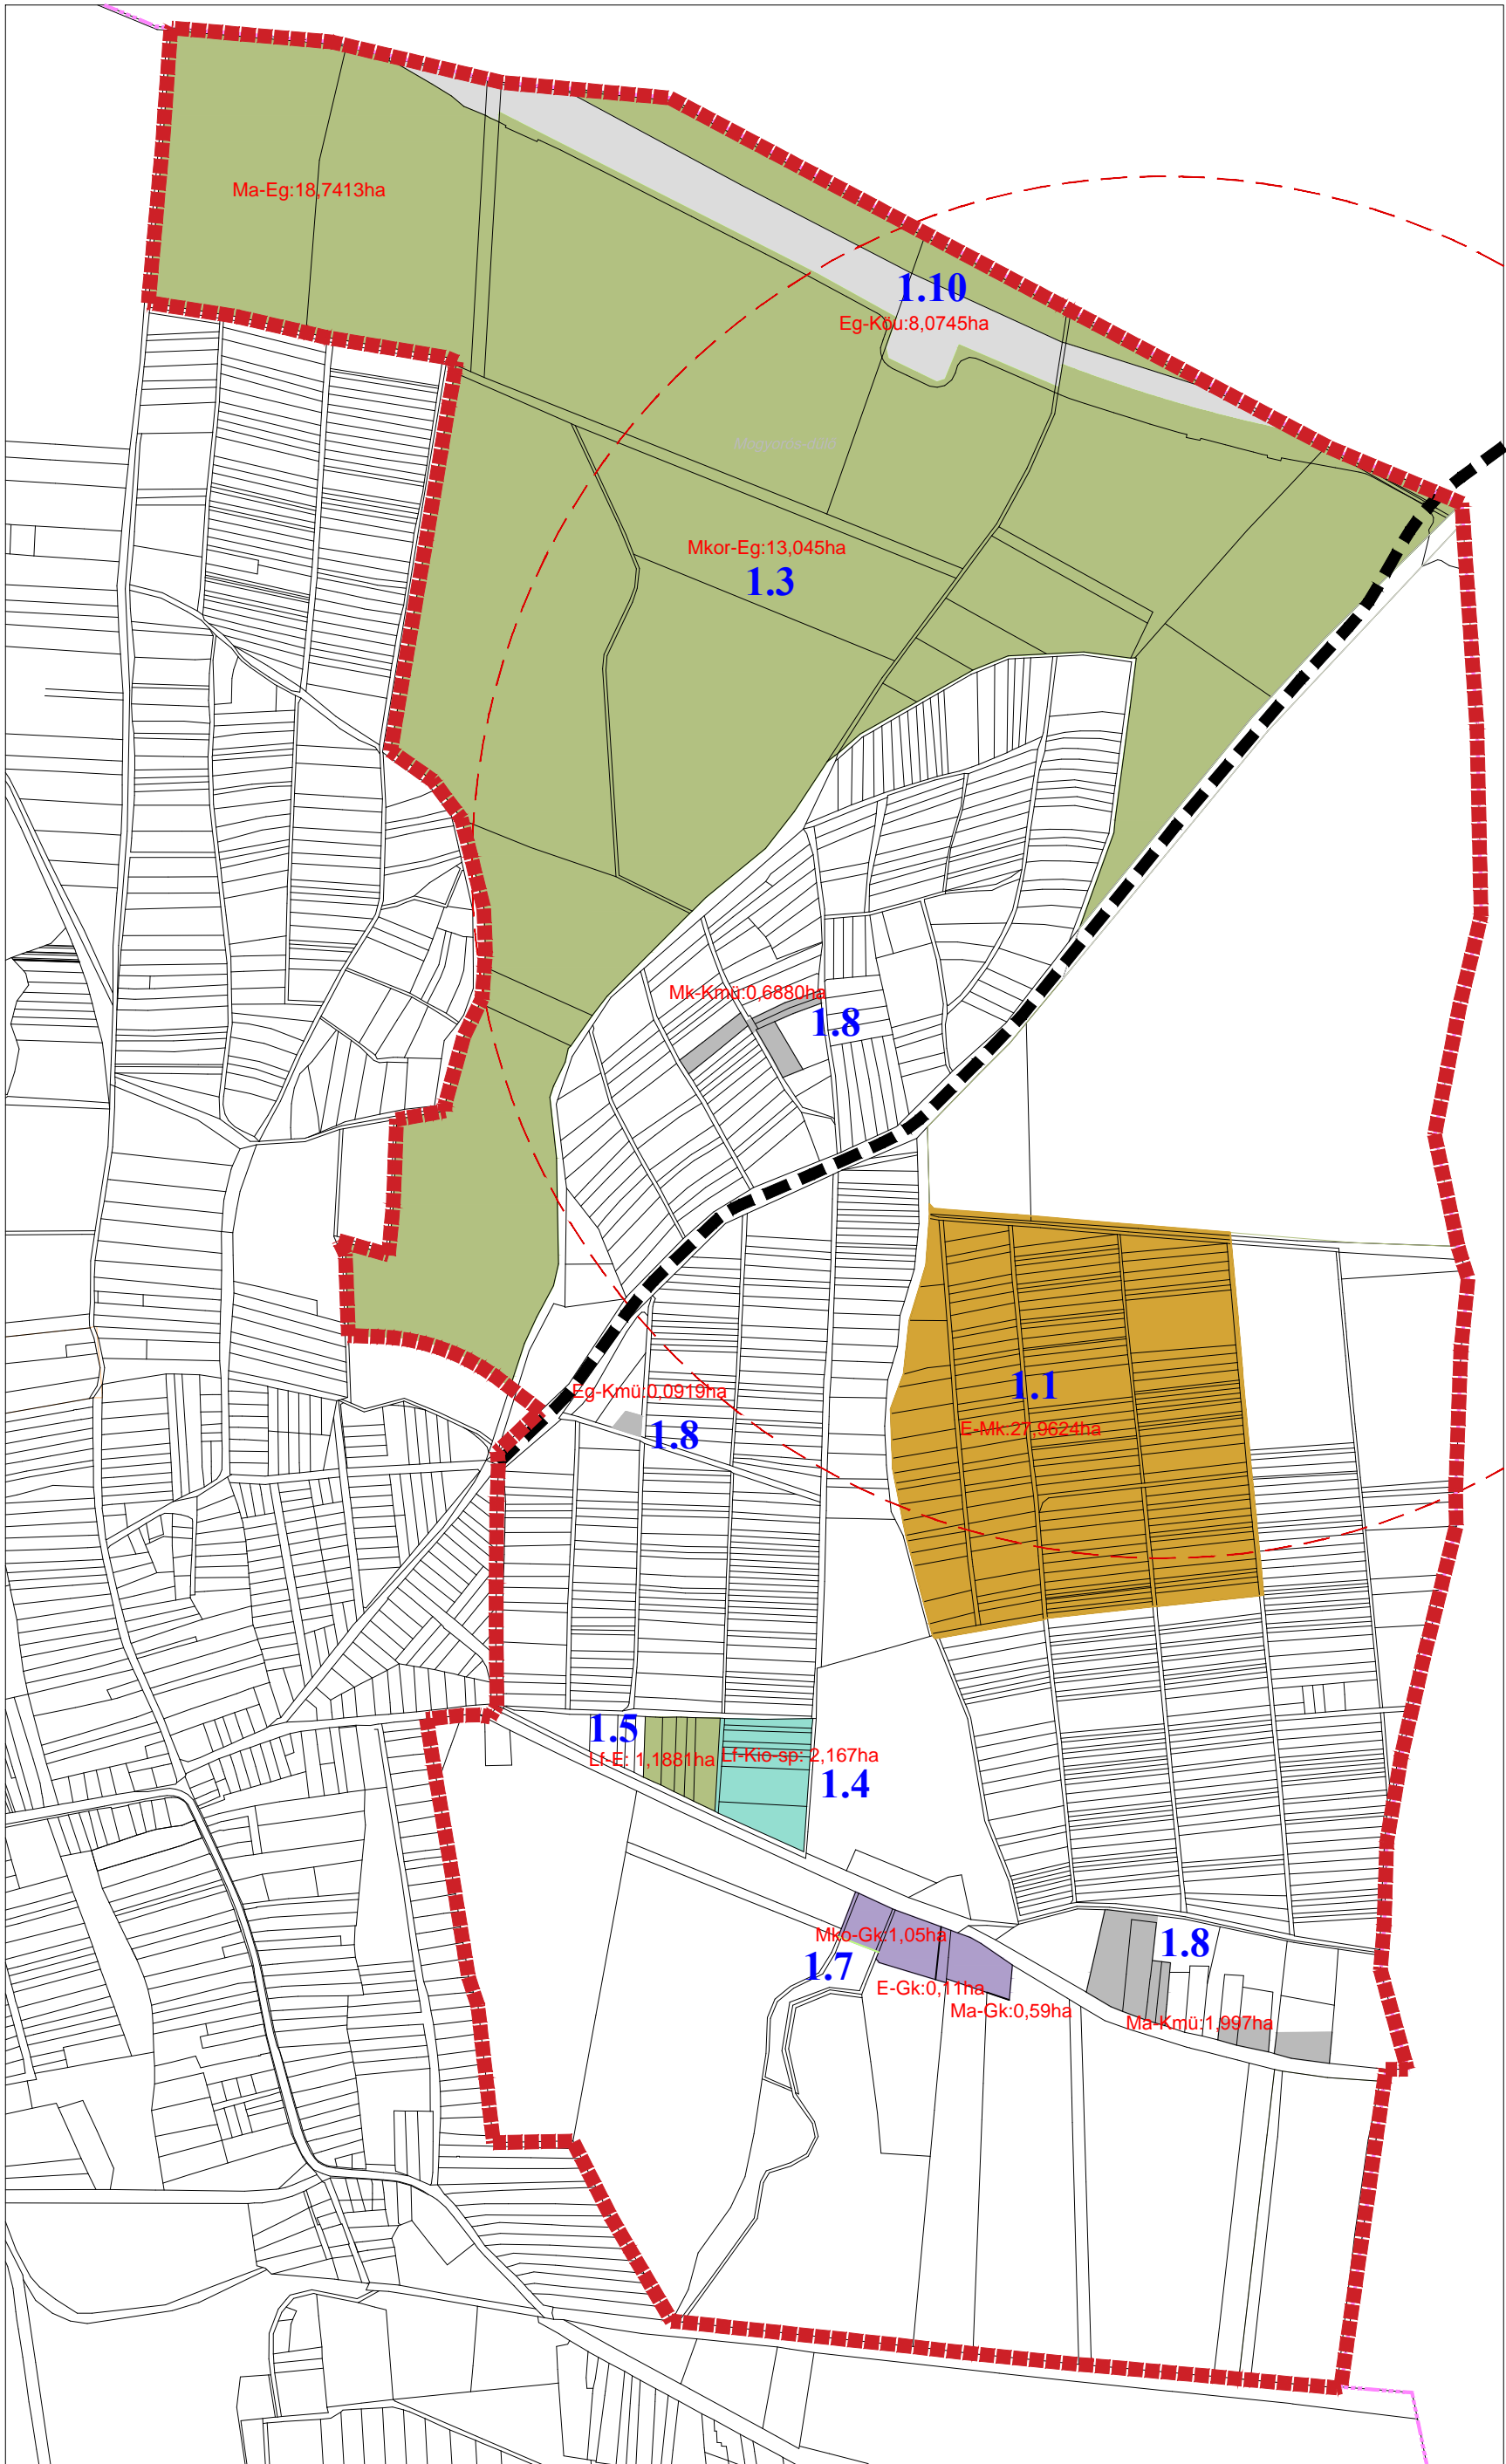 Ma-Eg:18,7413ha
1.10
Eg-Köu:8,0745ha
Mkor-Eg:13,045ha
1.3
Mk-Kmü:0,6880ha
1.8
Eg-Kmü:0,0919ha
1.8
1.1
E-Mk:27,9624ha
1.5
Lf-E: 1,1881ha
Lf-Kio-sp: 2,167ha
1.4
Mko-Gk:1,05ha
1.7
1.8
E-Gk:0,11ha
Ma-Gk:0,59ha
Ma-Kmü:1,997ha